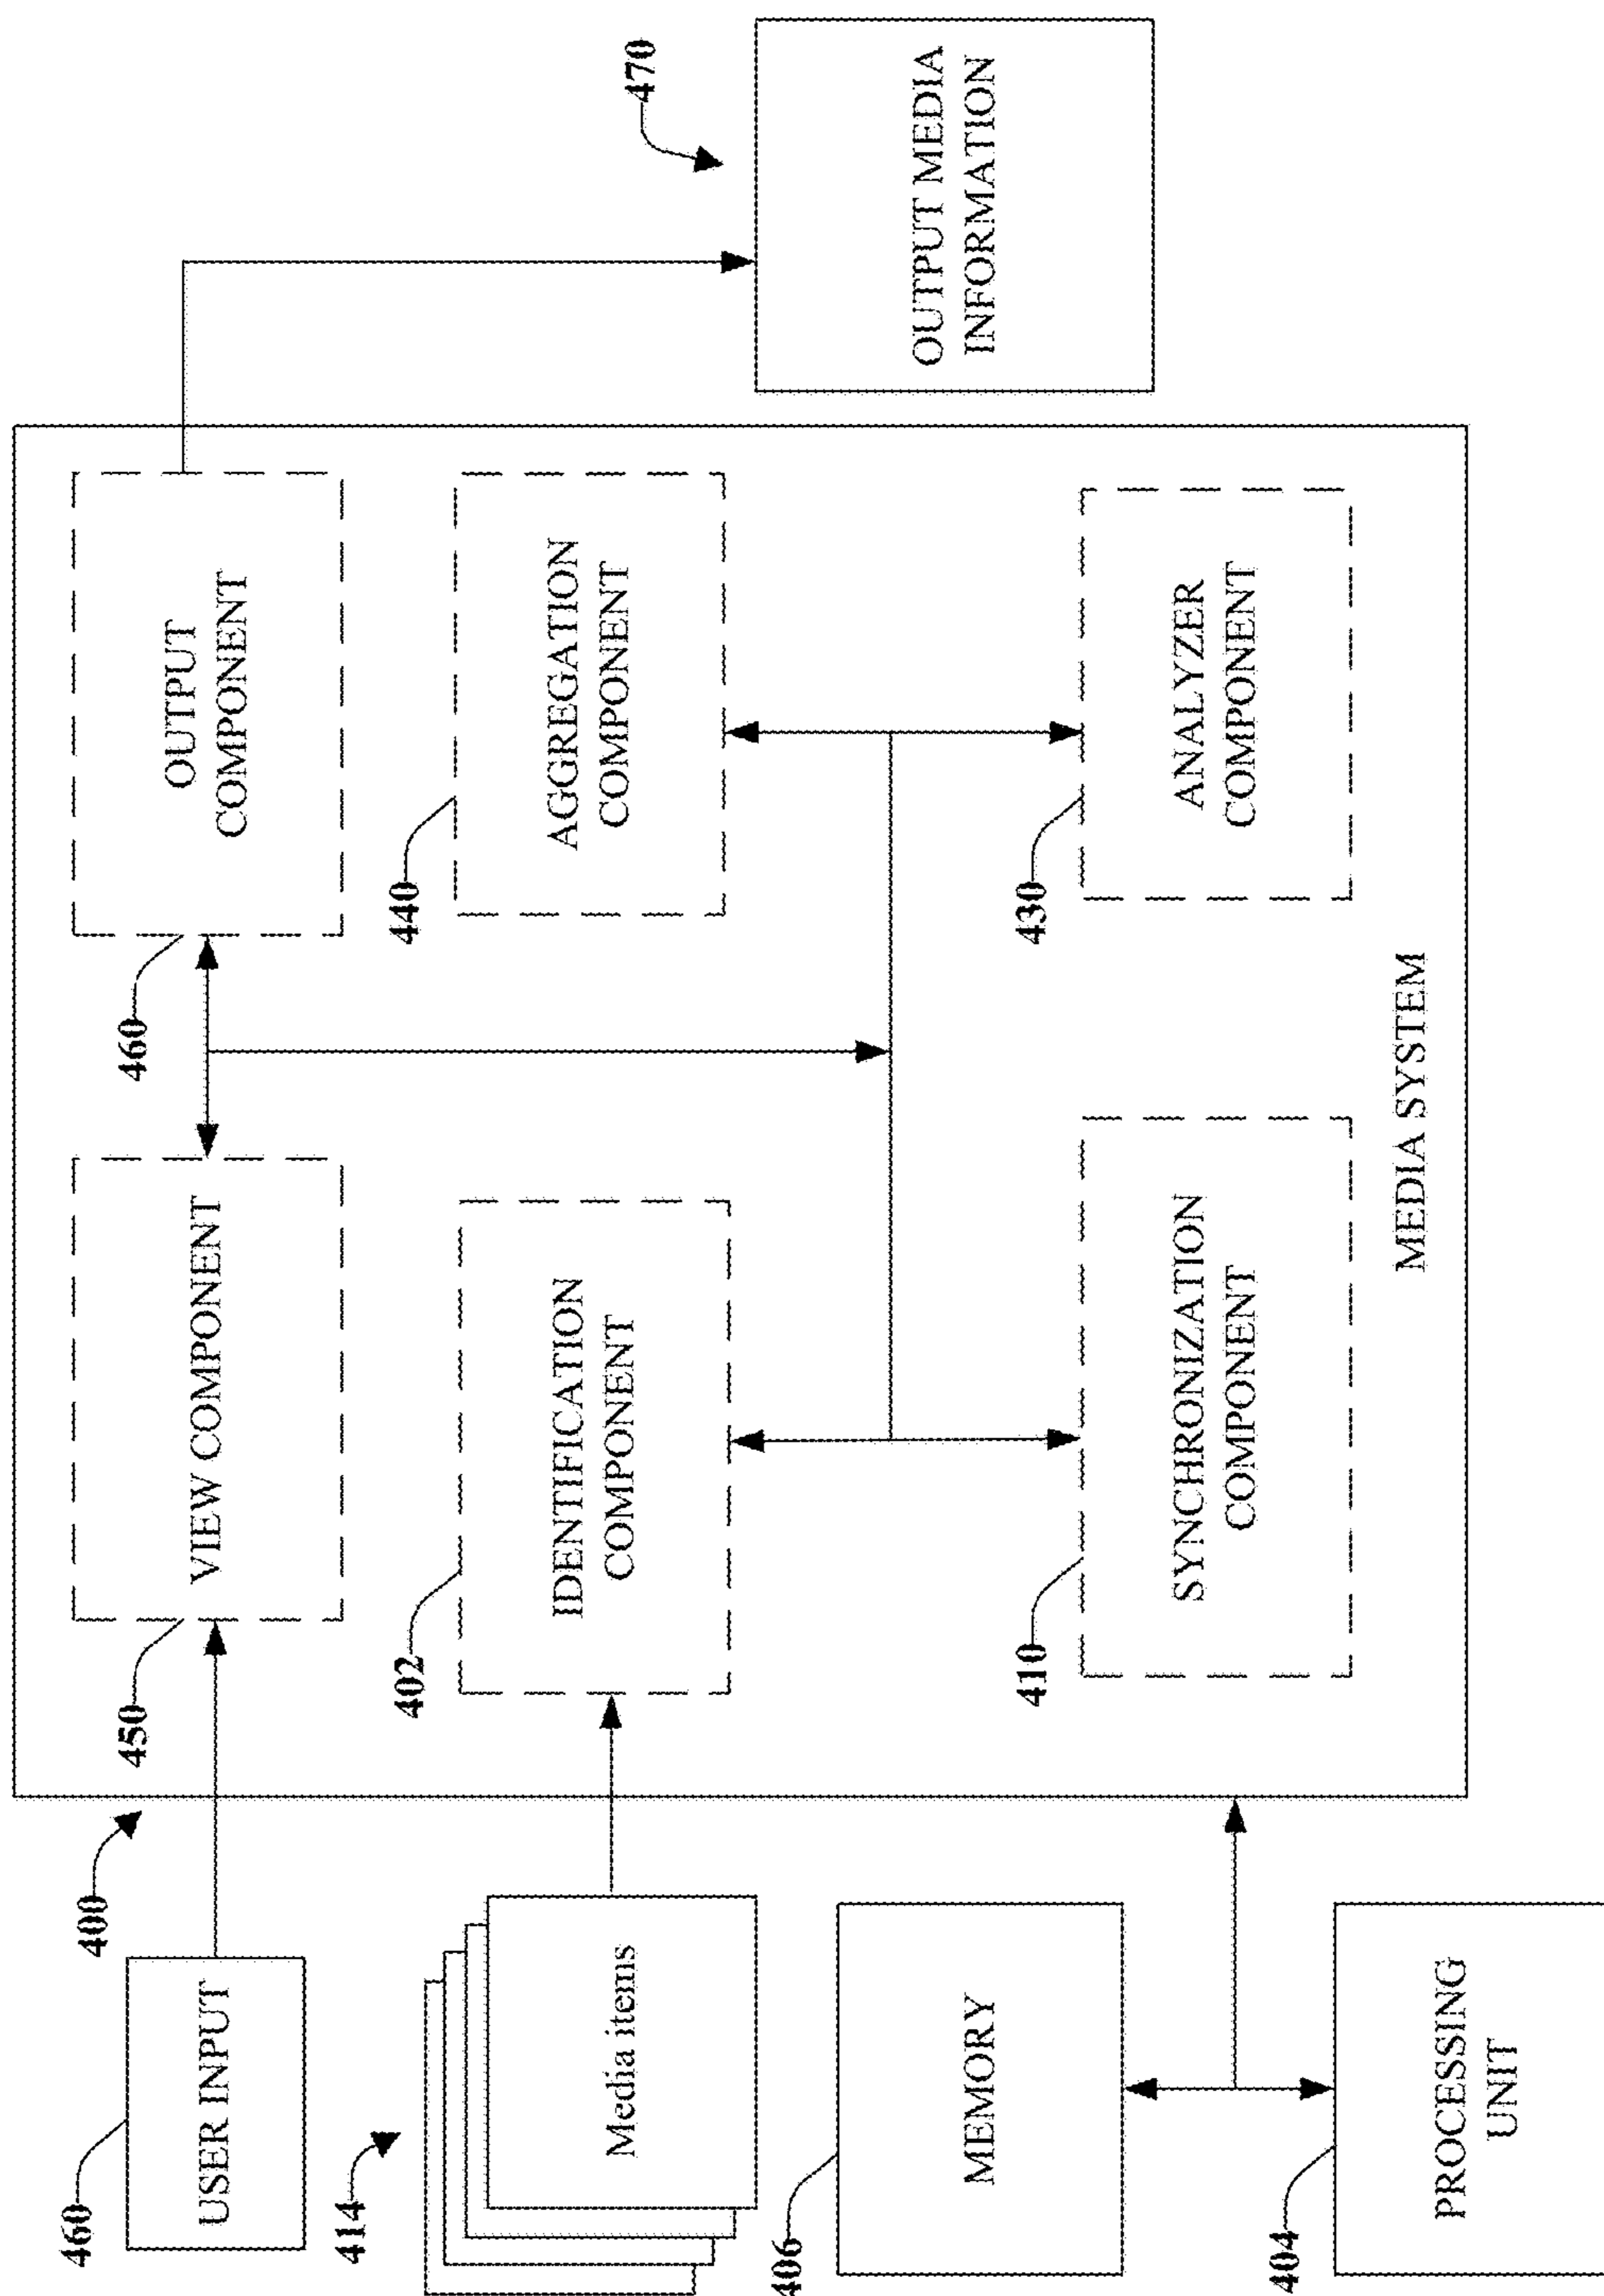 400
460
USER INPUT
450
VIEW COMPONENT
460
OUTPUT
COMPONENT
414
Media items
402
IDENTIFICATION
COMPONENT
440
AGGREGATION
COMPONENT
470
OUTPUT MEDIA
INFORMATION
406
MEMORY
404
PROCESSING
UNIT
410
SYNCHRONIZATION
COMPONENT
430
ANALYZER
COMPONENT
MEDIA SYSTEM